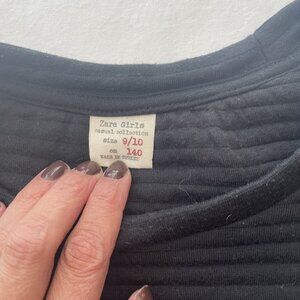 Zara Girls
casual collection
size 9/10
cm 140
MADE IN TURKEY